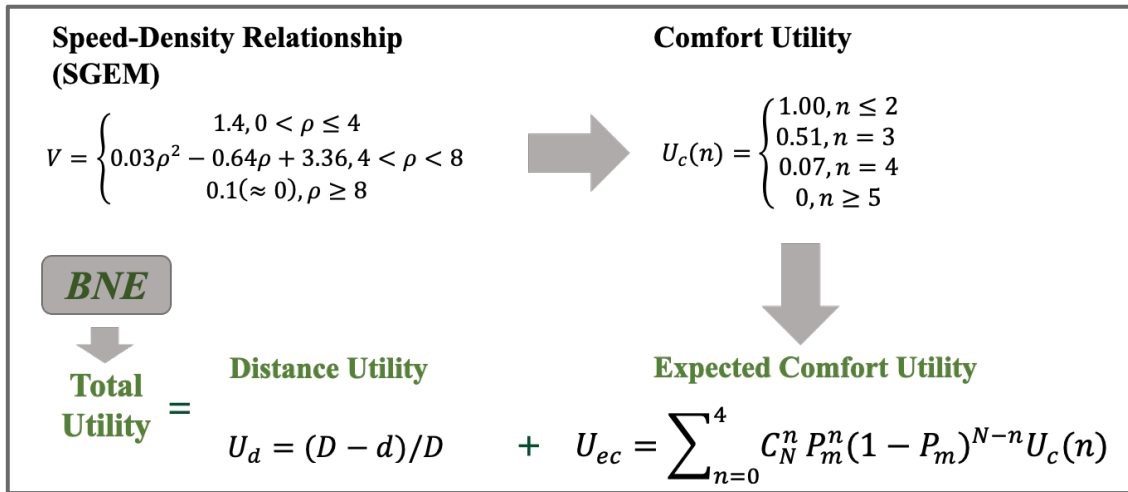 Speed-Density Relationship
(SGEM)
V = { 1.4, 0 < ρ ≤ 4
0.03ρ² − 0.64ρ + 3.36, 4 < ρ < 8
0.1(≈ 0), ρ ≥ 8
Comfort Utility
U_c(n) = { 1.00, n ≤ 2
0.51, n = 3
0.07, n = 4
0, n ≥ 5
BNE
Total
Utility
=
Distance Utility
U_d = (D − d)/D
+
Expected Comfort Utility
U_ec = ∑_{n=0}^{4} C_N^n P_m^n (1 − P_m)^{N−n} U_c(n)